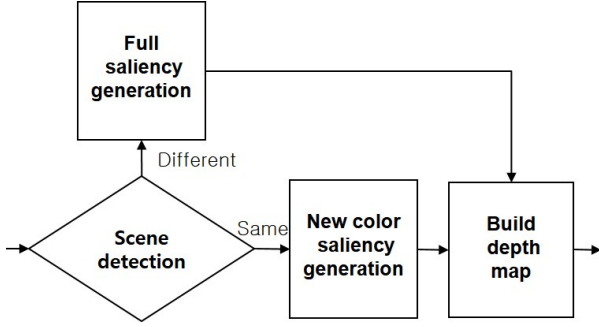 Full
saliency
generation
Different
Scene
detection
Same
New color
saliency
generation
Build
depth
map